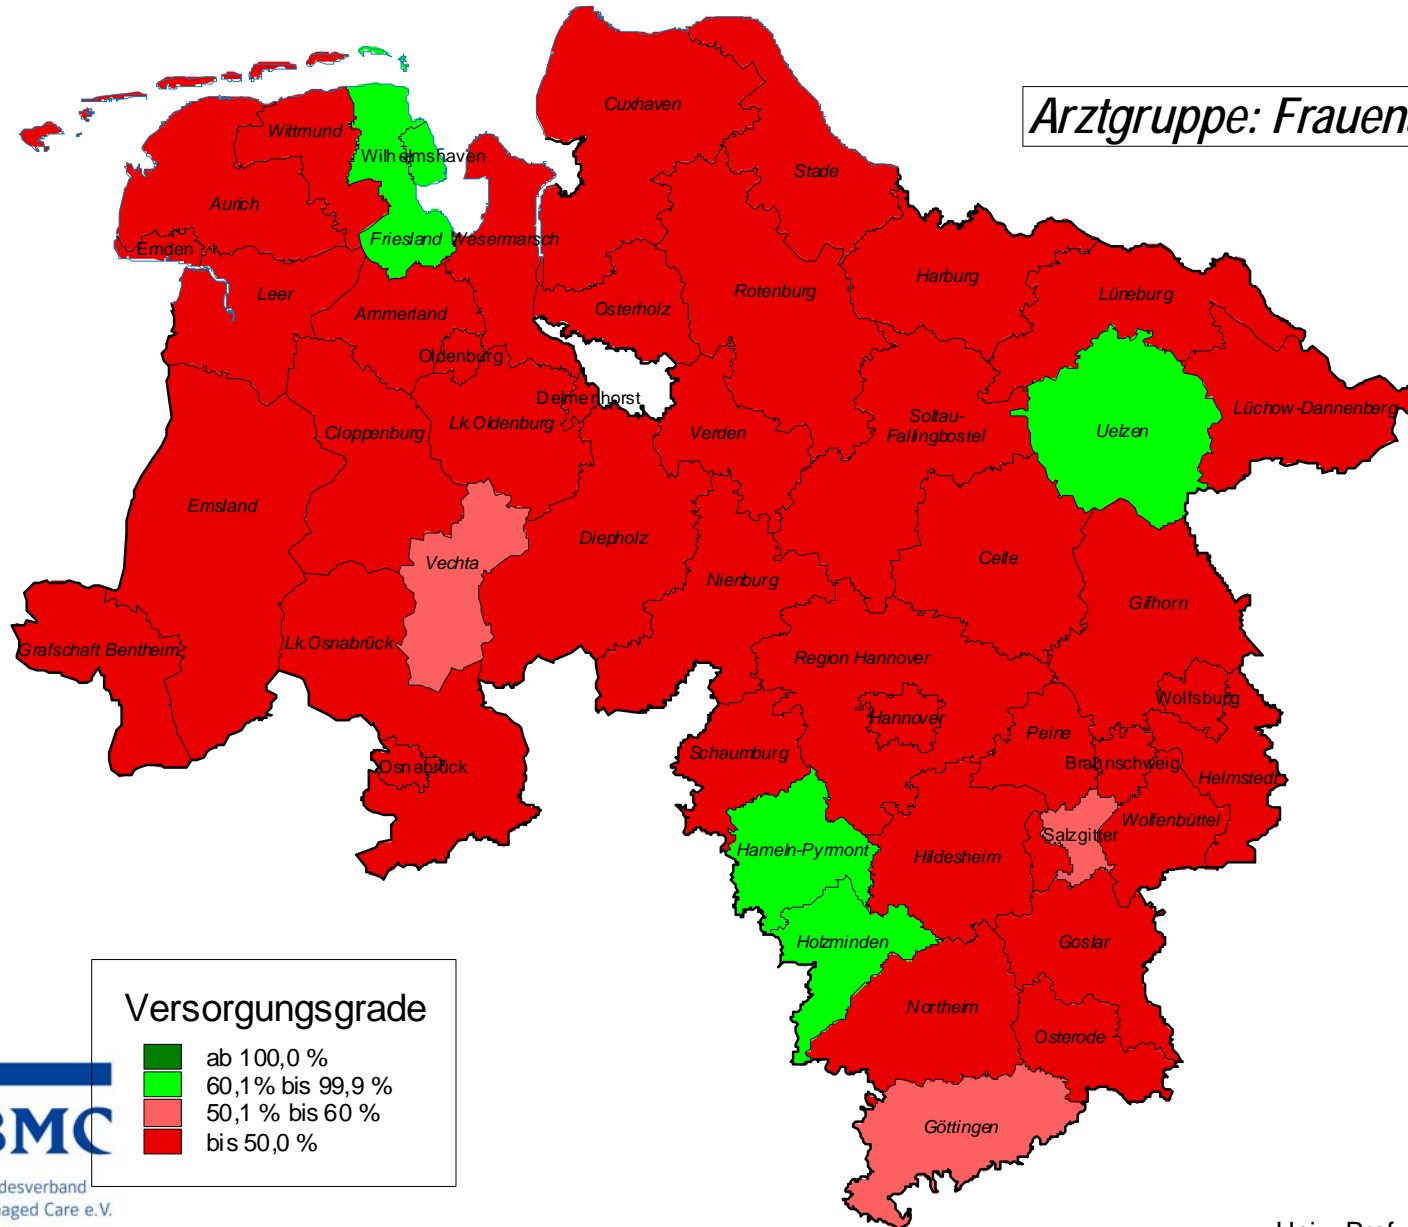 Arztgruppe: Frauen
Cuxhaven
Wittmund
Wilhelmshaven
Stade
Aurich
Friesland
Wesermarsch
Emden
Harburg
Leer
Rotenburg
Lüneburg
Osterholz
Ammerland
Oldenburg
Delmenhorst
Lk.Oldenburg
Cloppenburg
Verden
Soltau-
Fallingbostel
Uelzen
Lüchow-Dannenberg
Emsland
Diepholz
Vechta
Celle
Nienburg
Gifhorn
Grafschaft Bentheim
Lk.Osnabrück
Region Hannover
Wolfsburg
Hannover
Peine
Schaumburg
Osnabrück
Braunschweig
Helmstedt
Salzgitter
Wolfenbüttel
Hameln-Pyrmont
Hildesheim
Holzminden
Goslar
Northeim
Osterode
Göttingen
Versorgungsgrade
ab 100,0 %
60,1% bis 99,9 %
50,1 % bis 60 %
bis 50,0 %
BMC
desverband
naged Care e.V.
Prof